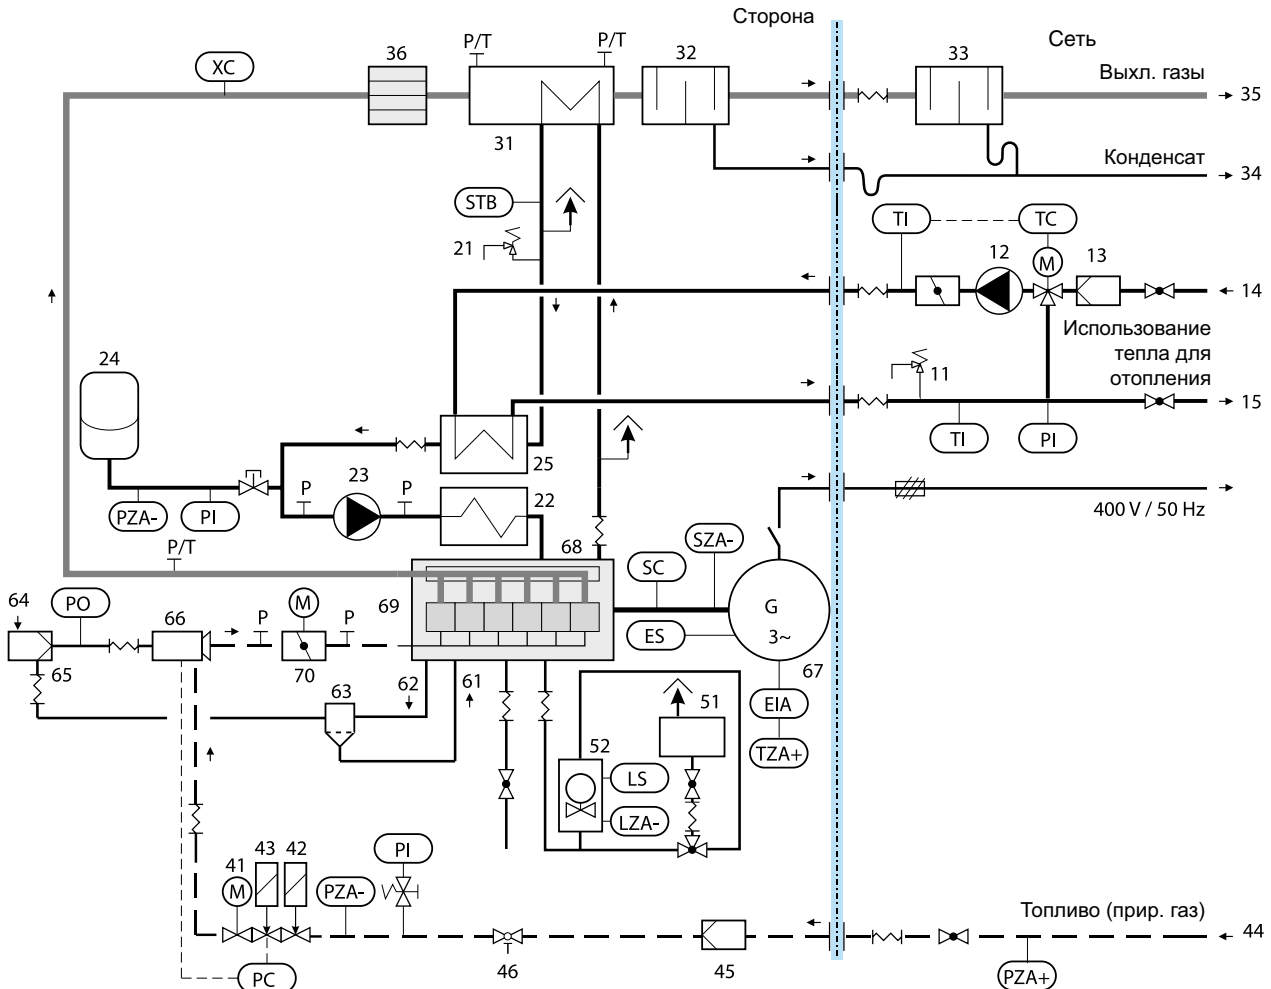 Сторона
Сеть
XC
36
P/T
P/T
32
33
Выхл. газы
35
31
Конденсат
34
STB
21
TI
TC
12
M
13
14
Использование
тепла для
отопления
24
11
15
25
TI
PI
23
P
P
22
PZA-
PI
400 V / 50 Hz
P/T
68
SZA-
SC
64
PO
M
P
P
69
G
3~
ES
65
66
70
62
61
67
63
EIA
51
TZA+
52
LS
LZA-
PI
41
43
42
M
PZA-
Топливо (прир. газ)
44
T
PC
46
45
PZA+